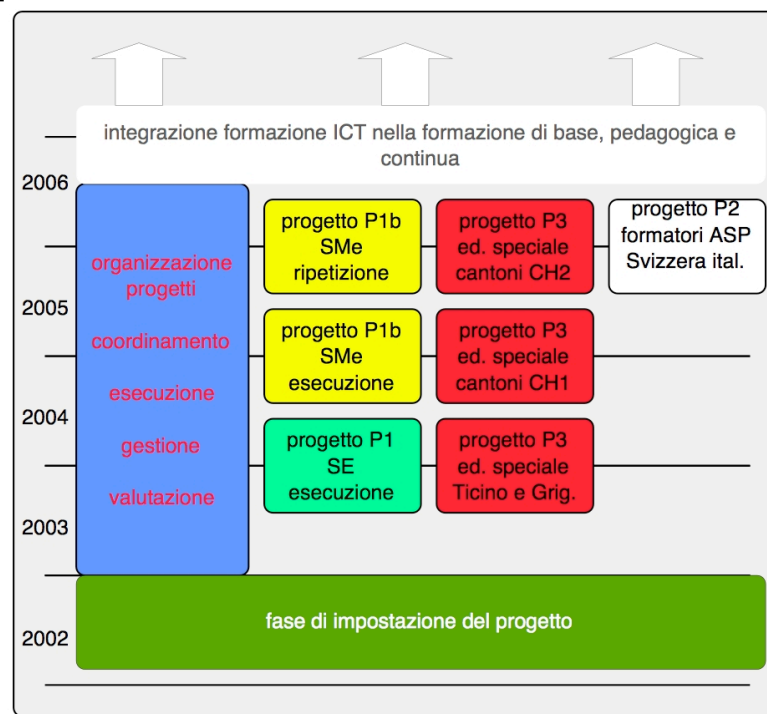 integrazione formazione ICT nella formazione di base, pedagogica e
continua
2006
organizzazione
progetti
coordinamento
esecuzione
gestione
valutazione
progetto P1b
SMe
ripetizione
progetto P3
ed. speciale
cantoni CH2
progetto P2
formatori ASP
Svizzera ital.
2005
progetto P1b
SMe
esecuzione
progetto P3
ed. speciale
cantoni CH1
2004
progetto P1
SE
esecuzione
progetto P3
ed. speciale
Ticino e Grig.
2003
fase di impostazione del progetto
2002